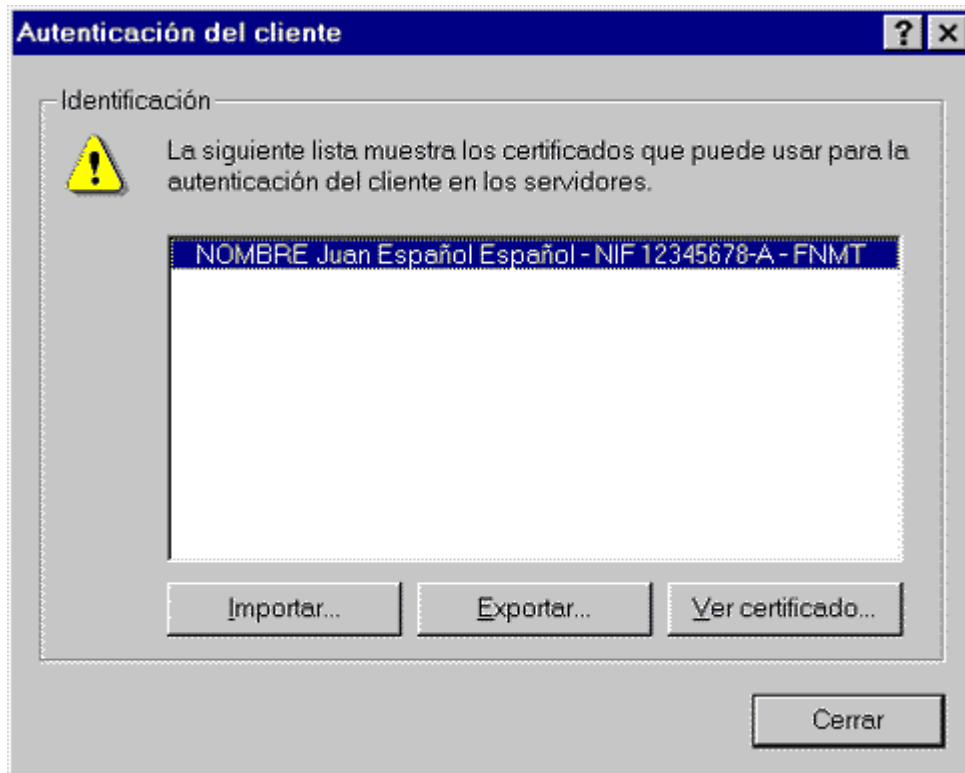 Autenticación del cliente
Identificación
La siguiente lista muestra los certificados que puede usar para la
autenticación del cliente en los servidores.
NOMBRE Juan Español Español - NIF 12345678-A - FNMT
Importar...
Exportar...
Ver certificado...
Cerrar